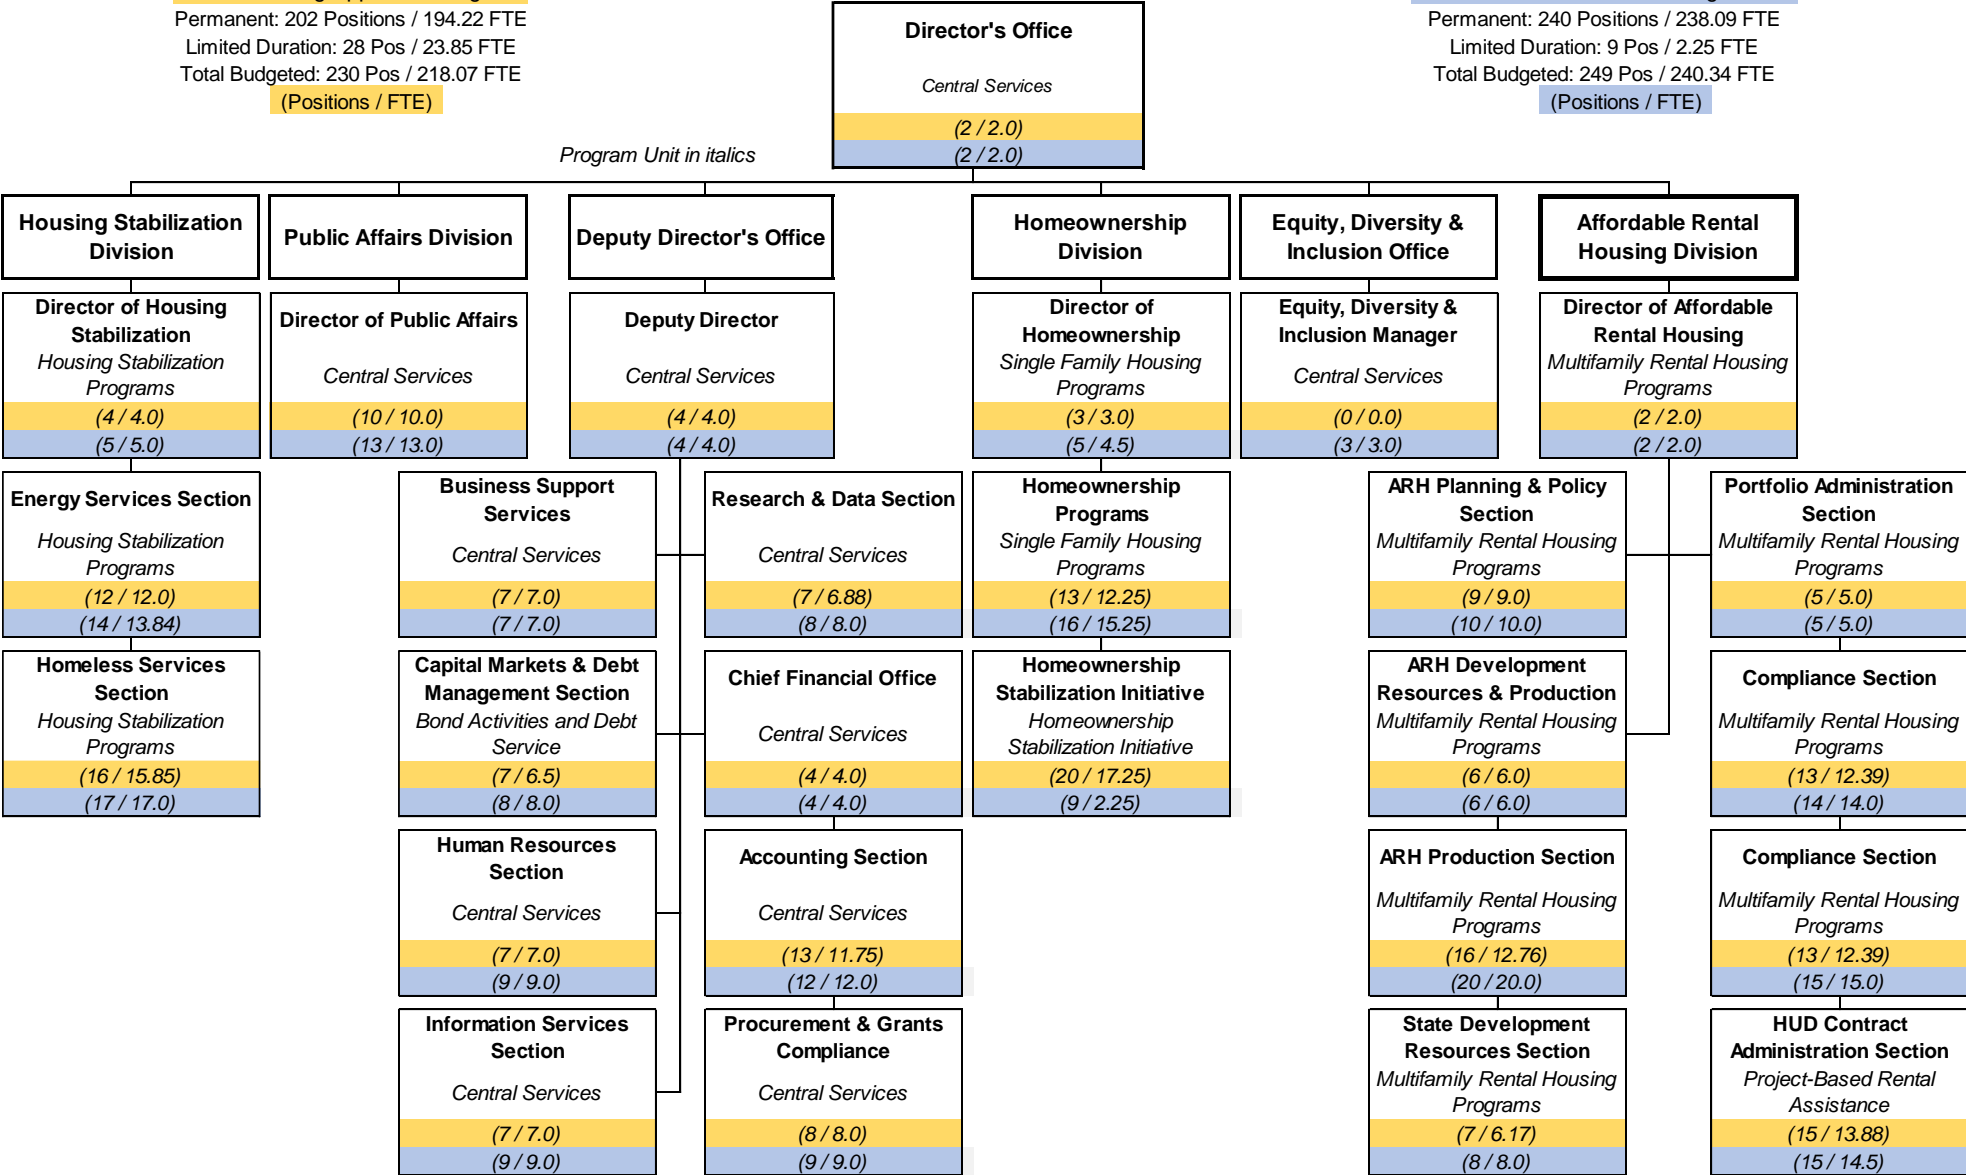 Permanent: 202 Positions / 194.22 FTE
Limited Duration: 28 Pos / 23.85 FTE
Total Budgeted: 230 Pos / 218.07 FTE
(Positions / FTE)
Director's Office
Central Services
(2 / 2.0)
(2 / 2.0)
Permanent: 240 Positions / 238.09 FTE
Limited Duration: 9 Pos / 2.25 FTE
Total Budgeted: 249 Pos / 240.34 FTE
(Positions / FTE)
Program Unit in italics
Housing Stabilization
Division
Public Affairs Division
Deputy Director's Office
Homeownership
Division
Equity, Diversity &
Inclusion Office
Affordable Rental
Housing Division
Director of Housing
Stabilization
Housing Stabilization
Programs
(4 / 4.0)
(5 / 5.0)
Director of Public Affairs
Central Services
(10 / 10.0)
(13 / 13.0)
Deputy Director
Central Services
(4 / 4.0)
(4 / 4.0)
Director of
Homeownership
Single Family Housing
Programs
(3 / 3.0)
(5 / 4.5)
Equity, Diversity &
Inclusion Manager
Central Services
(0 / 0.0)
(3 / 3.0)
Director of Affordable
Rental Housing
Multifamily Rental Housing
Programs
(2 / 2.0)
(2 / 2.0)
Energy Services Section
Housing Stabilization
Programs
(12 / 12.0)
(14 / 13.84)
Business Support
Services
Central Services
(7 / 7.0)
(7 / 7.0)
Research & Data Section
Central Services
(7 / 6.88)
(8 / 8.0)
Homeownership
Programs
Single Family Housing
Programs
(13 / 12.25)
(16 / 15.25)
ARH Planning & Policy
Section
Multifamily Rental Housing
Programs
(9 / 9.0)
(10 / 10.0)
Portfolio Administration
Section
Multifamily Rental Housing
Programs
(5 / 5.0)
(5 / 5.0)
Homeless Services
Section
Housing Stabilization
Programs
(16 / 15.85)
(17 / 17.0)
Capital Markets & Debt
Management Section
Bond Activities and Debt
Service
(7 / 6.5)
(8 / 8.0)
Chief Financial Office
Central Services
(4 / 4.0)
(4 / 4.0)
Homeownership
Stabilization Initiative
Homeownership
Stabilization Initiative
(20 / 17.25)
(9 / 2.25)
ARH Development
Resources & Production
Multifamily Rental Housing
Programs
(6 / 6.0)
(6 / 6.0)
Compliance Section
Multifamily Rental Housing
Programs
(13 / 12.39)
(14 / 14.0)
Human Resources
Section
Central Services
(7 / 7.0)
(9 / 9.0)
Accounting Section
Central Services
(13 / 11.75)
(12 / 12.0)
ARH Production Section
Multifamily Rental Housing
Programs
(16 / 12.76)
(20 / 20.0)
Compliance Section
Multifamily Rental Housing
Programs
(13 / 12.39)
(15 / 15.0)
Information Services
Section
Central Services
(7 / 7.0)
(9 / 9.0)
Procurement & Grants
Compliance
Central Services
(8 / 8.0)
(9 / 9.0)
State Development
Resources Section
Multifamily Rental Housing
Programs
(7 / 6.17)
(8 / 8.0)
HUD Contract
Administration Section
Project-Based Rental
Assistance
(15 / 13.88)
(15 / 14.5)